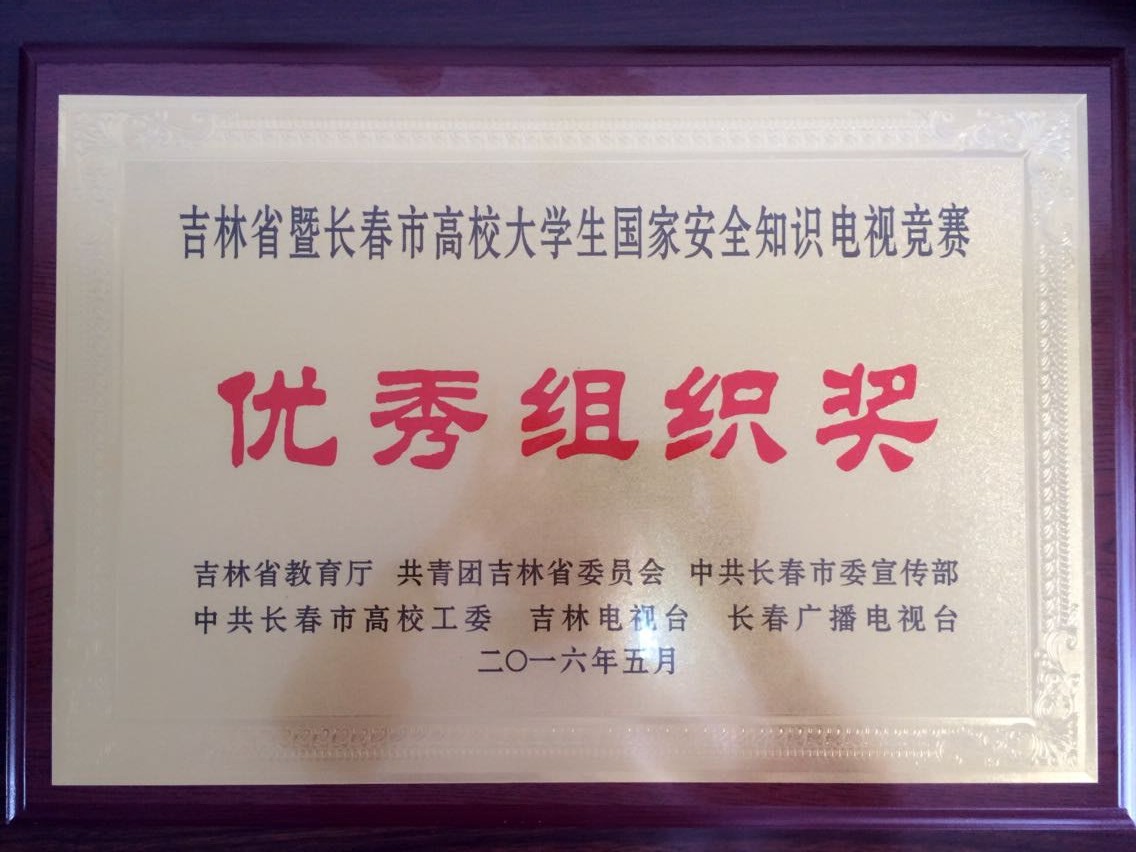 吉林省暨长春市高校大学生国家安全知识电视竞赛
优秀组织奖
吉林省教育厅 共青团吉林省委员会 中共长春市委宣传部
中共长春市高校工委 吉林电视台 长春广播电视台
二〇一六年五月